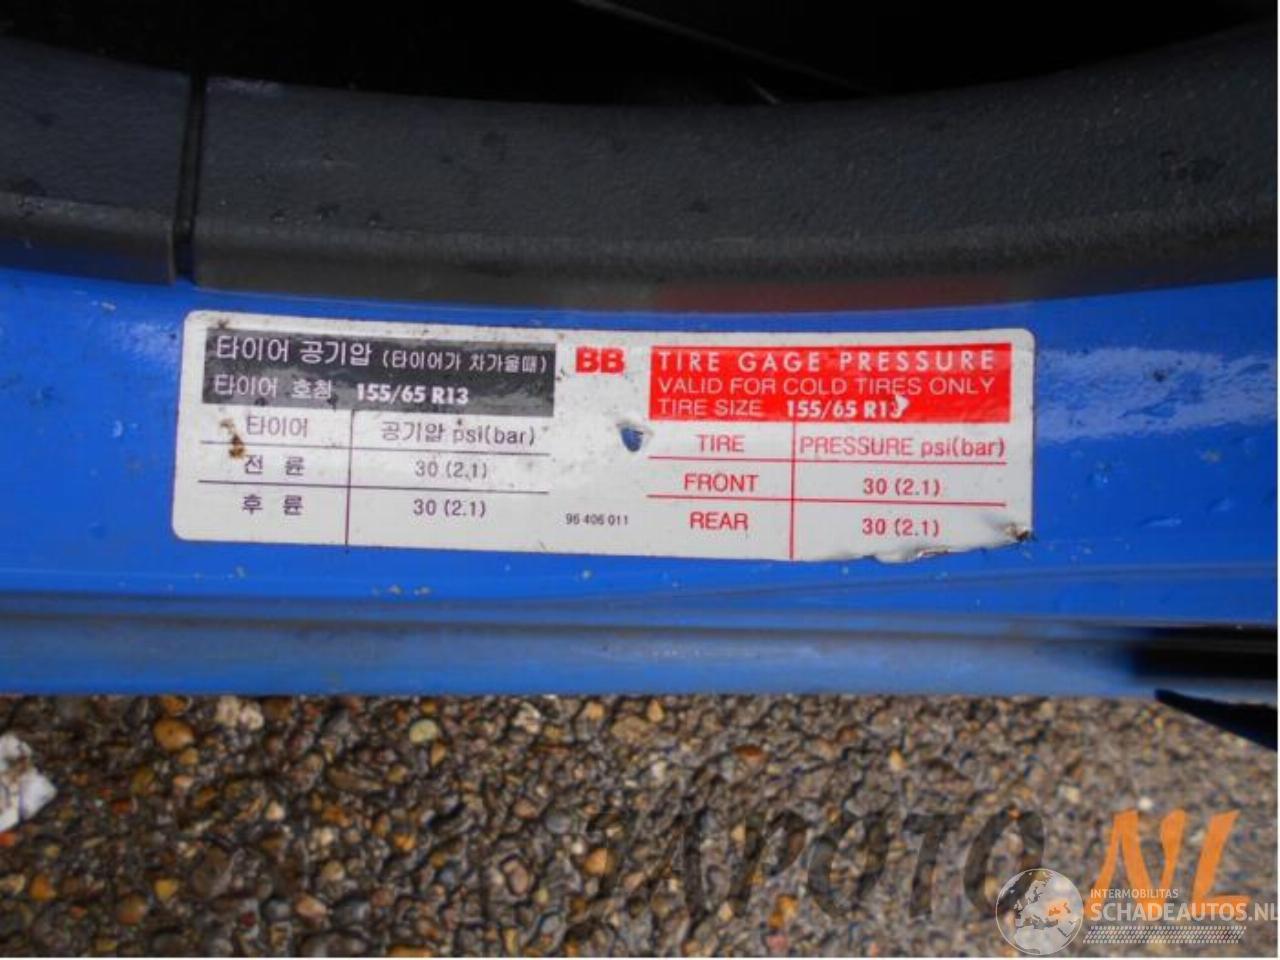 타이어 공기압 (타이어가 차가울때)
타이어 호칭 155/65 R13
타이어 공기압 psi(bar)
전 륜 30 (2.1)
후 륜 30 (2.1)
BB
96 406 011
TIRE GAGE PRESSURE
VALID FOR COLD TIRES ONLY
TIRE SIZE 155/65 R13
TIRE PRESSURE psi(bar)
FRONT 30 (2.1)
REAR 30 (2.1)
TAPOTO NL
INTERMOBILITAS
SCHADEAUTOS.NL